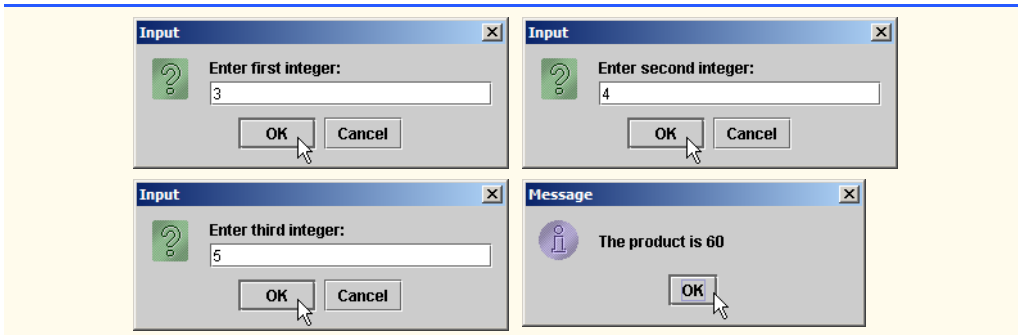 Input
Enter first integer:
3
OK Cancel
Input
Enter second integer:
4
OK Cancel
Input
Enter third integer:
5
OK Cancel
Message
The product is 60
OK